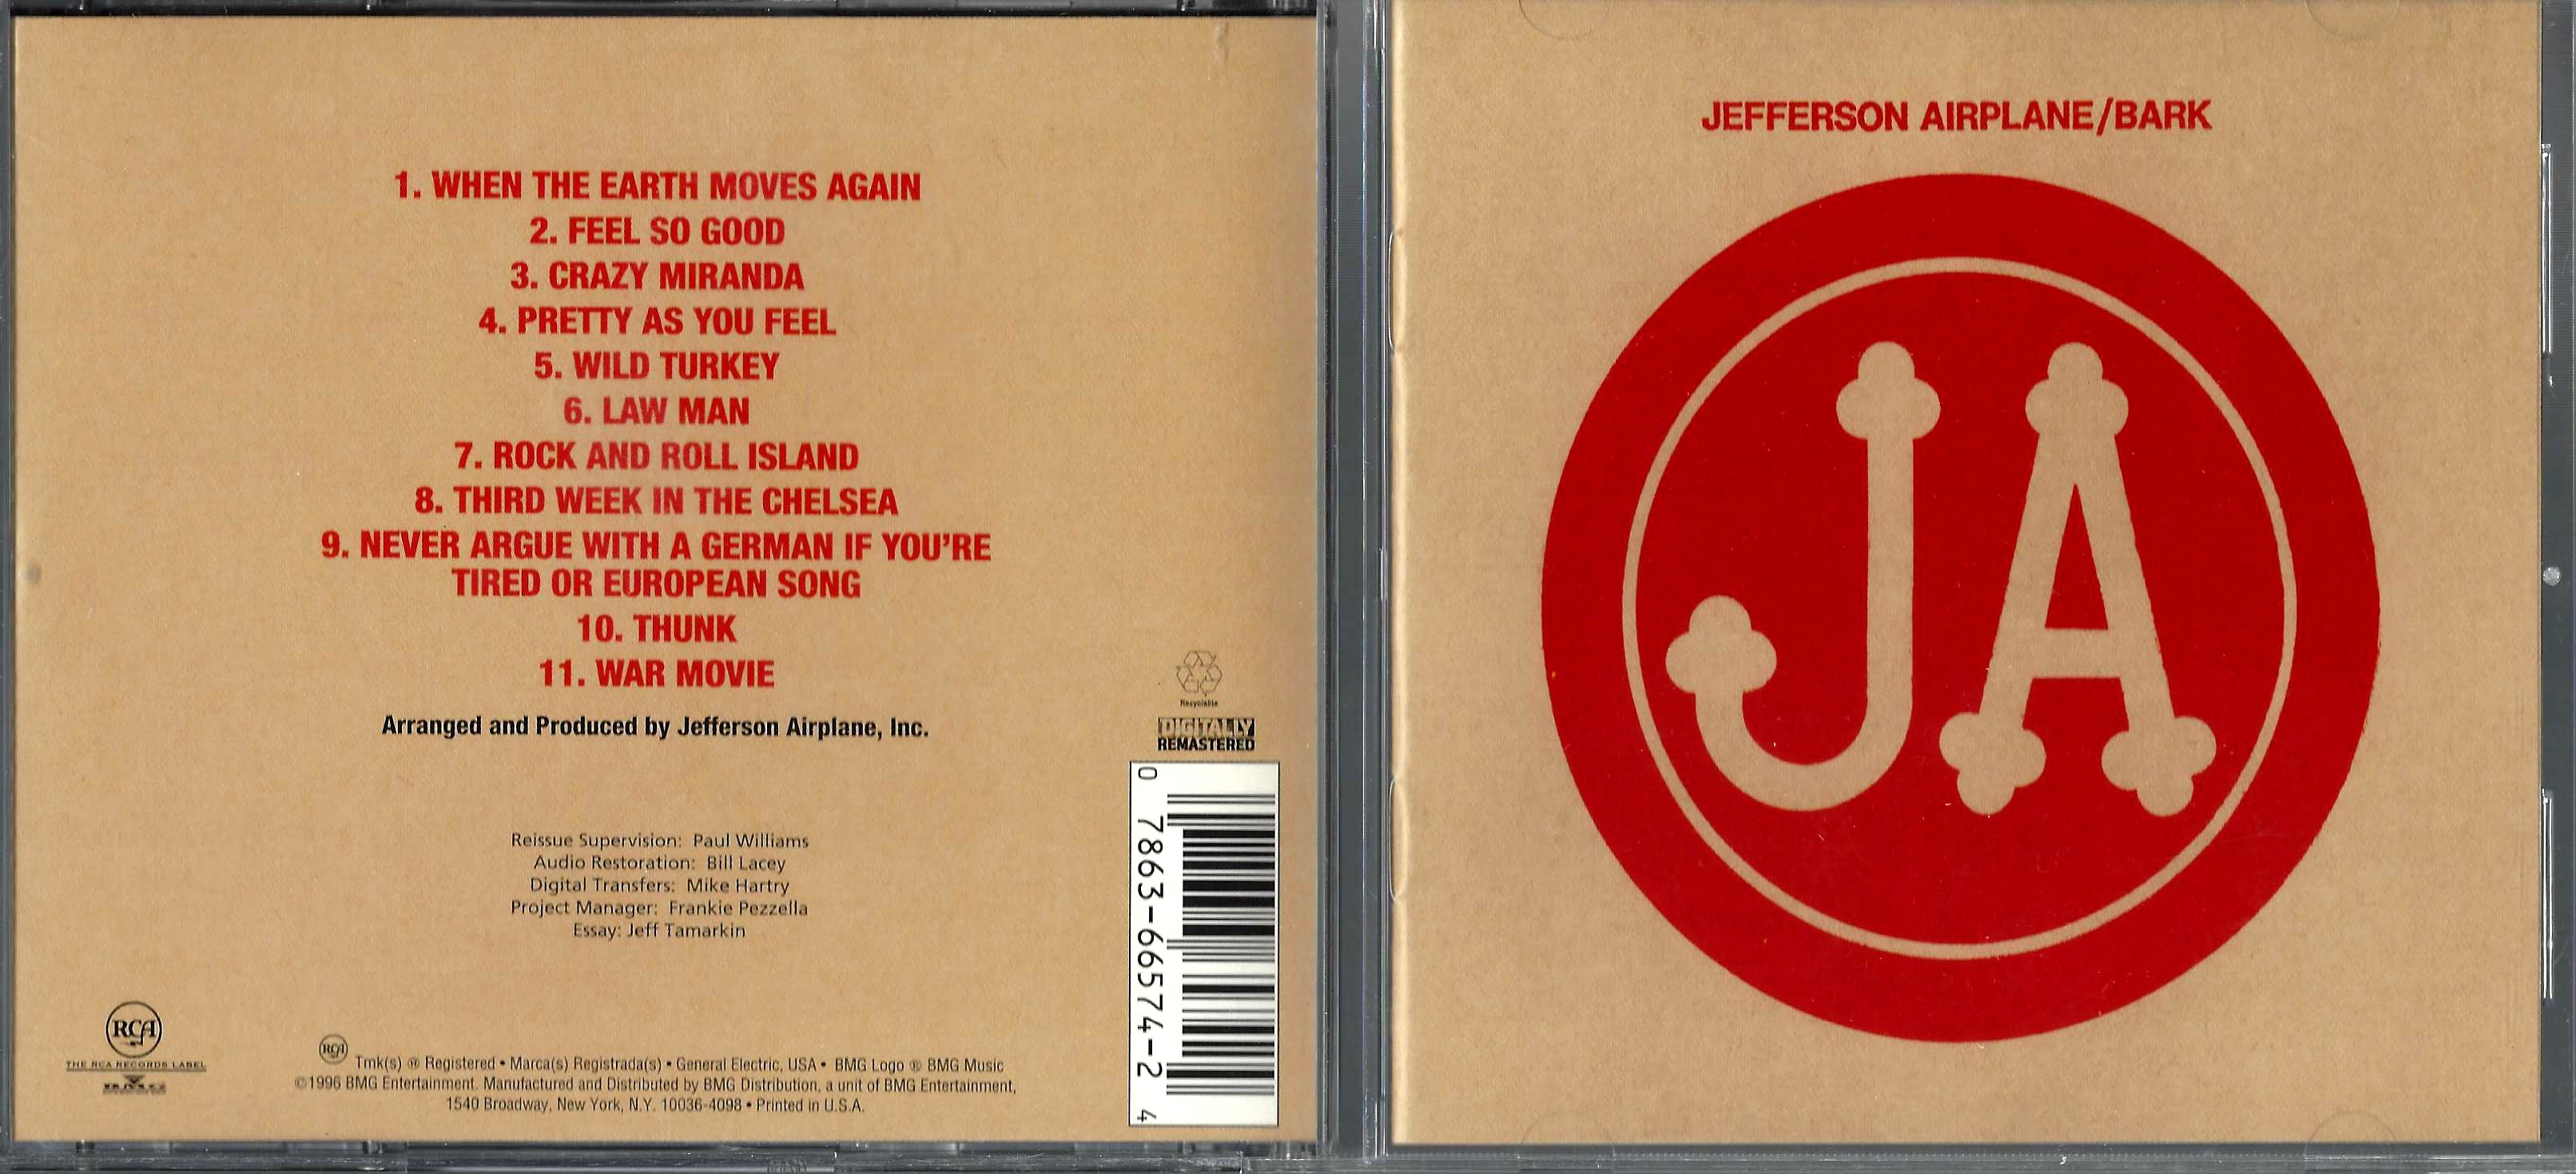 1. WHEN THE EARTH MOVES AGAIN
2. FEEL SO GOOD
3. CRAZY MIRANDA
4. PRETTY AS YOU FEEL
5. WILD TURKEY
6. LAW MAN
7. ROCK AND ROLL ISLAND
8. THIRD WEEK IN THE CHELSEA
9. NEVER ARGUE WITH A GERMAN IF YOU'RE
TIRED OR EUROPEAN SONG
10. THUNK
11. WAR MOVIE
Arranged and Produced by Jefferson Airplane, Inc.
Reissue Supervision: Paul Williams
Audio Restoration: Bill Lacey
Digital Transfers: Mike Hartry
Project Manager: Frankie Pezzella
Essay: Jeff Tamarkin
Recyclable
DIGITALLY
REMASTERED
0 7863-66574-2 4
RCA
THE RCA RECORDS LABEL
BMG
RCA
Tmk(s) ® Registered • Marca(s) Registrada(s) • General Electric, USA • BMG Logo ® BMG Music
©1996 BMG Entertainment. Manufactured and Distributed by BMG Distribution, a unit of BMG Entertainment,
1540 Broadway, New York, N.Y. 10036-4098 • Printed in U.S.A.
JEFFERSON AIRPLANE/BARK
JA